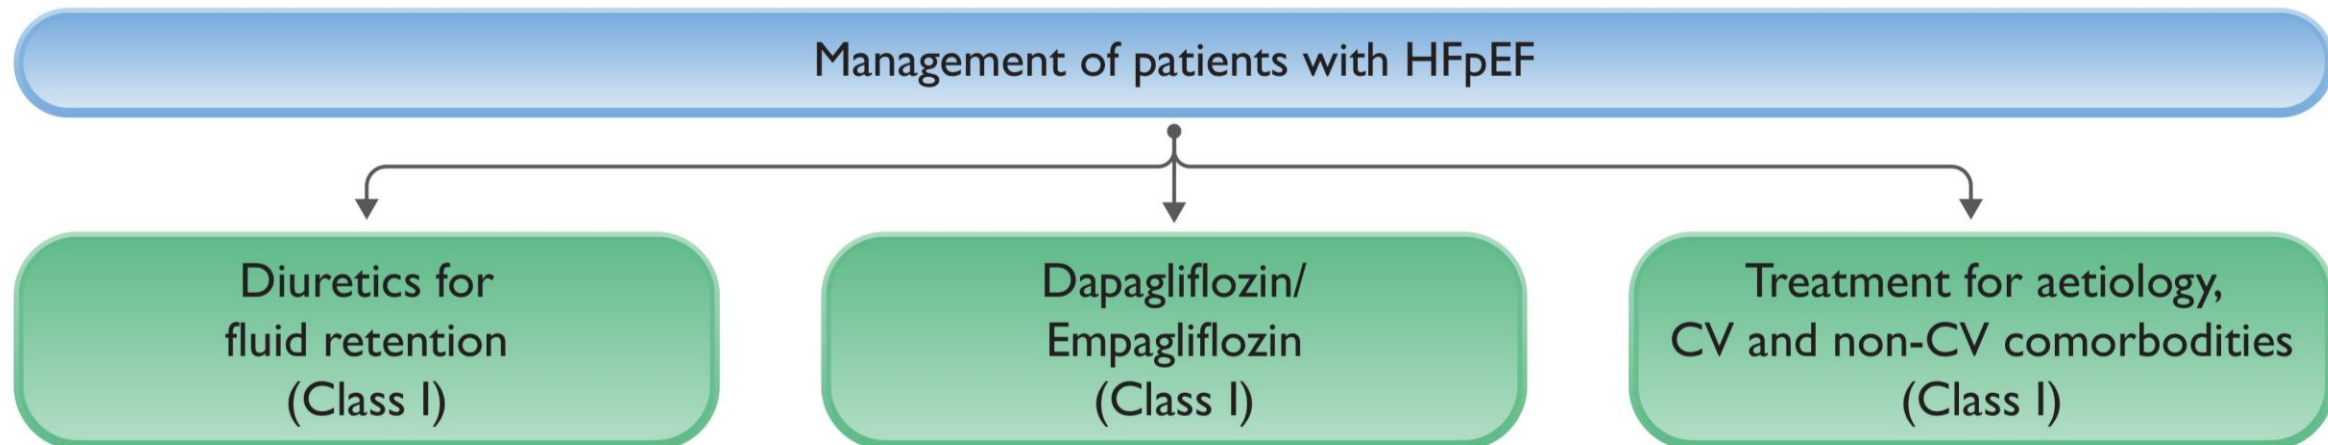 Management of patients with HFpEF
Diuretics for
fluid retention
(Class I)
Dapagliflozin/
Empagliflozin
(Class I)
Treatment for aetiology,
CV and non-CV comorbodities
(Class I)